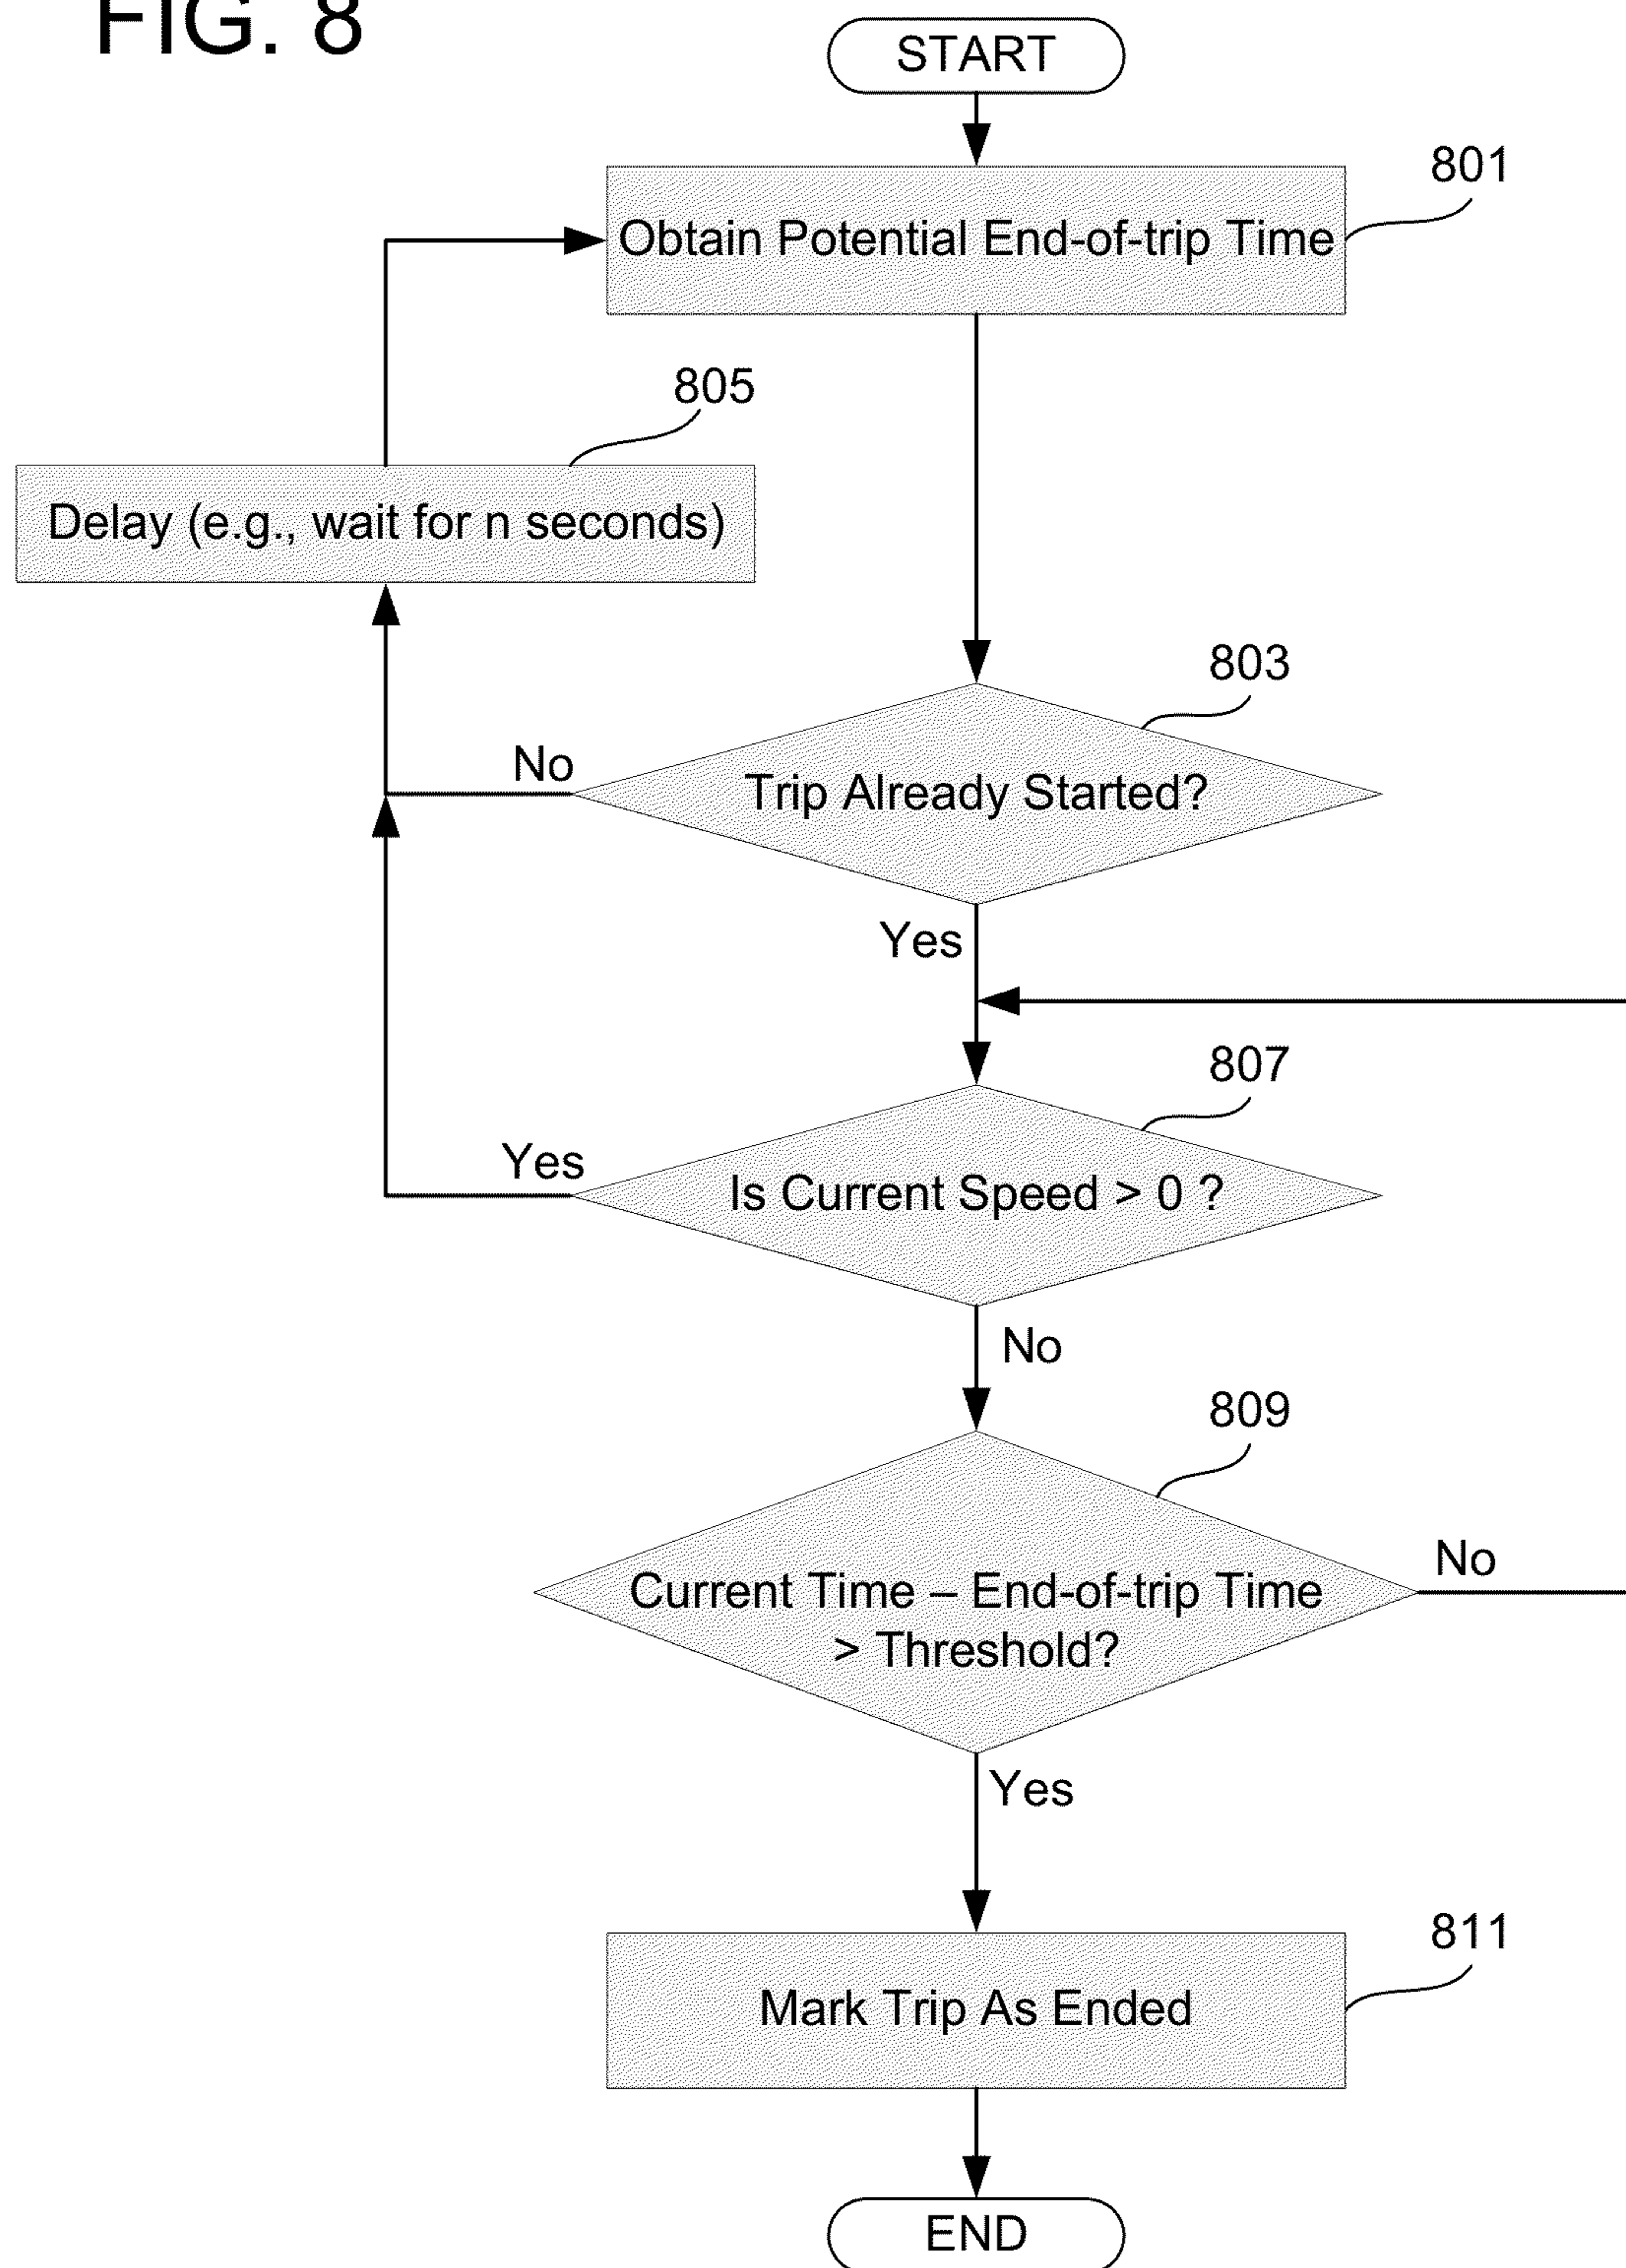 FIG. 8
START
801
Obtain Potential End-of-trip Time
805
Delay (e.g., wait for n seconds)
803
No
Trip Already Started?
Yes
807
Yes
Is Current Speed > 0 ?
No
809
No
Current Time – End-of-trip Time
> Threshold?
Yes
811
Mark Trip As Ended
END